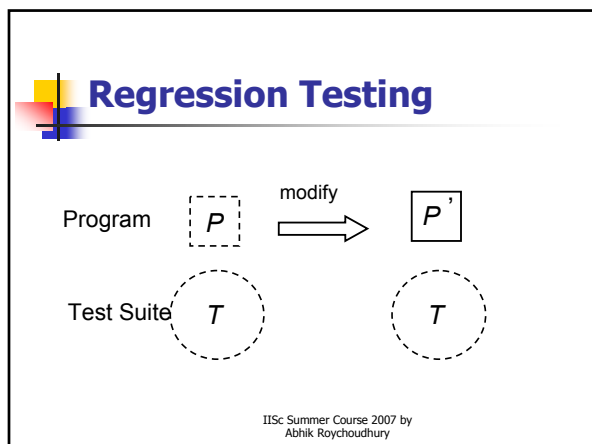 Regression Testing
modify
Program P P'
Test Suite T T
IISc Summer Course 2007 by
Abhik Roychoudhury